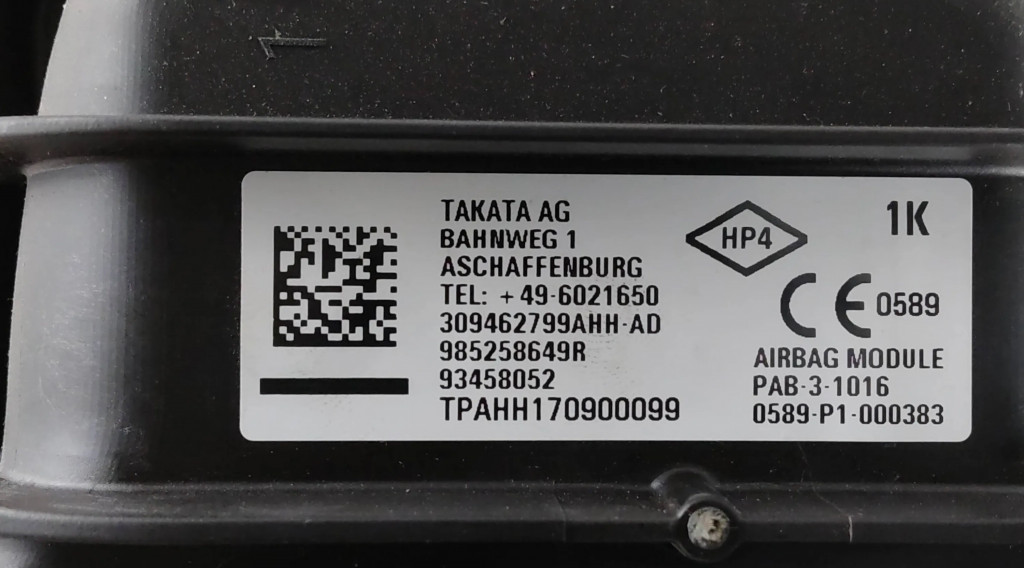 TAKATA AG
BAHNWEG 1
ASCHAFFENBURG
TEL: +49-6021650
309462799AHH-AD
985258649R
93458052
TPAHH170900099
HP4
1K
CE 0589
AIRBAG MODULE
PAB-3-1016
0589-P1-000383